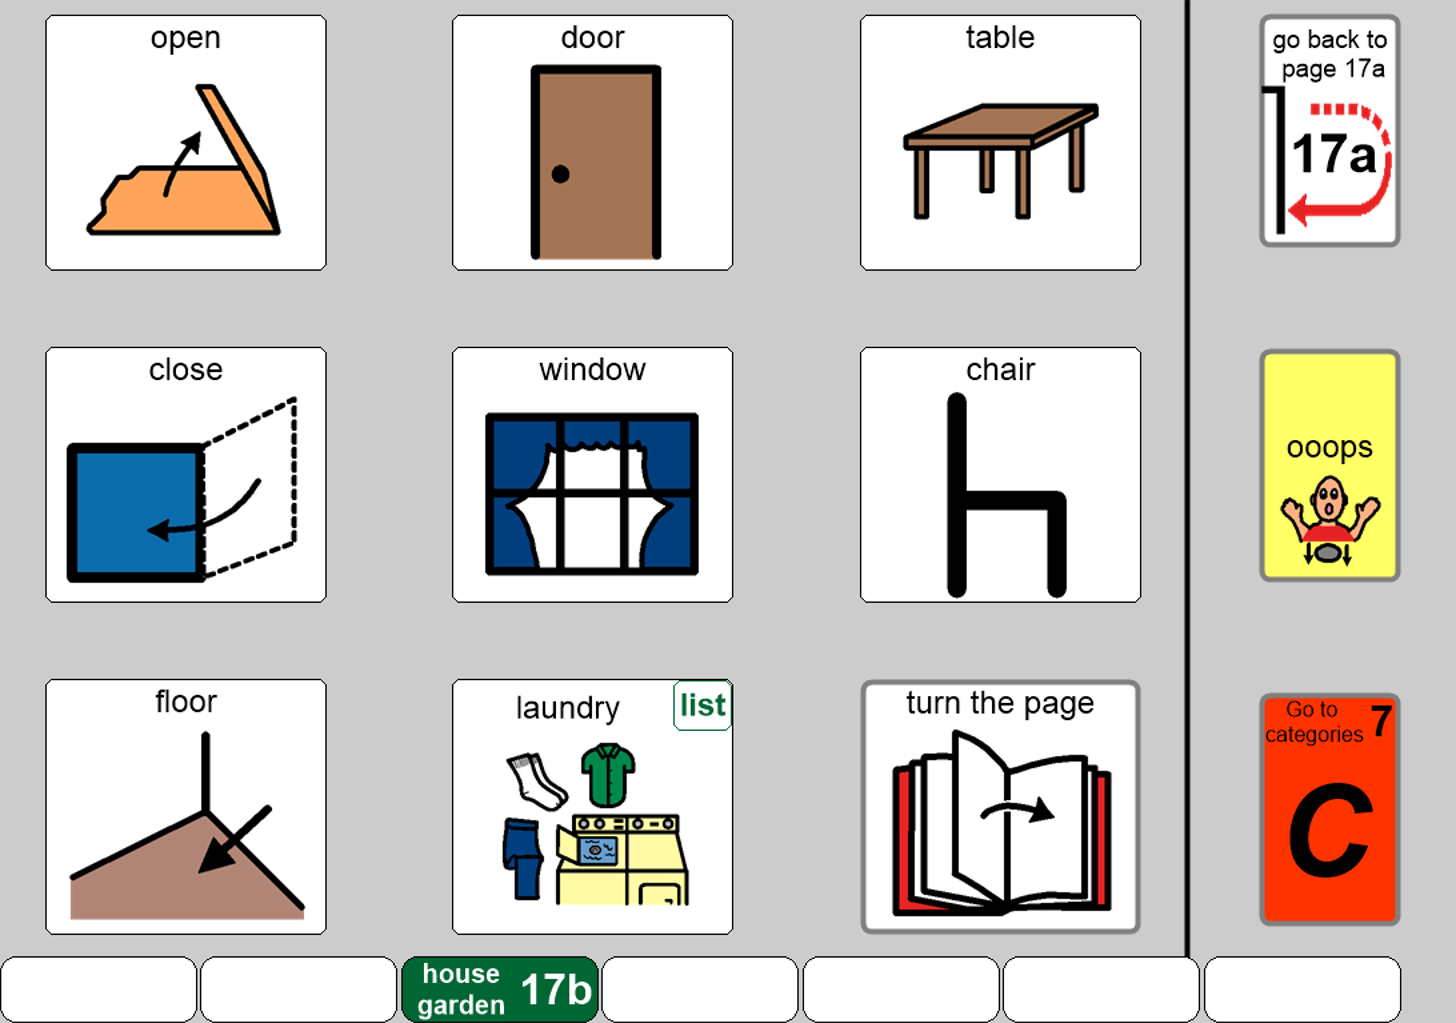 open
door
table
go back to
page 17a
17a
close
window
chair
ooops
floor
laundry
list
turn the page
Go to
categories 7
C
house
garden 17b